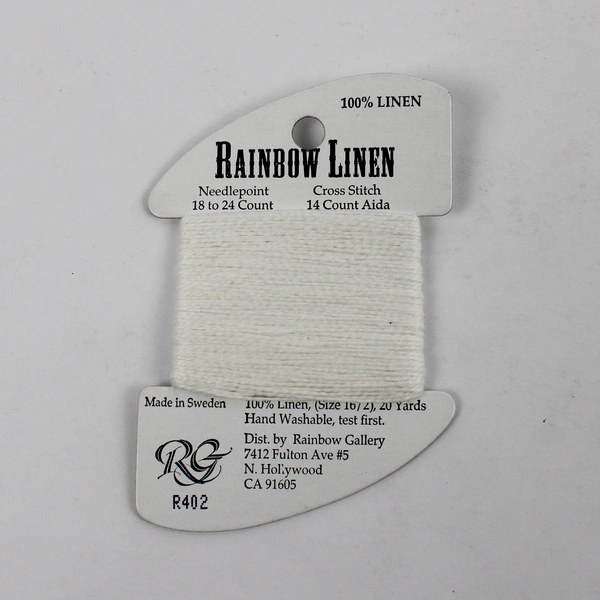 100% LINEN
RAINBOW LINEN
Needlepoint Cross Stitch
18 to 24 Count 14 Count Aida
Made in Sweden
100% Linen, (Size 16/2), 20 Yards
Hand Washable, test first.
Dist. by Rainbow Gallery
7412 Fulton Ave #5
N. Hollywood
CA 91605
RG
R402